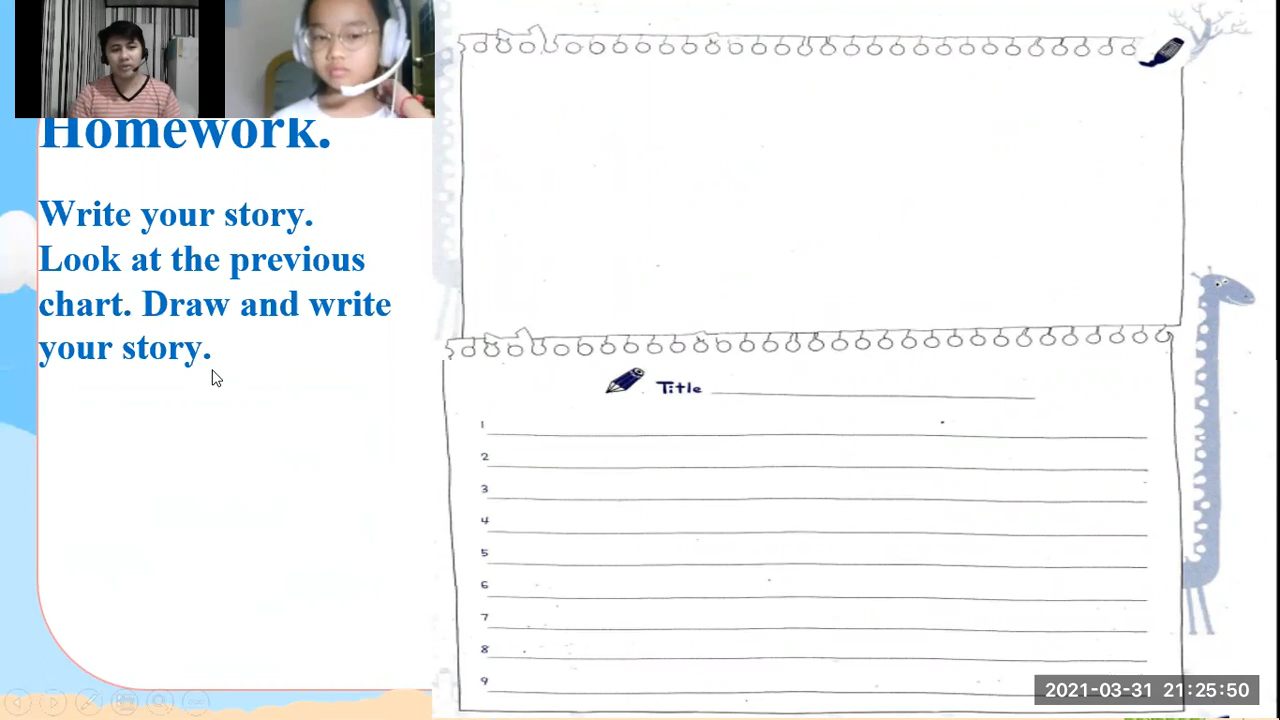 Homework.
Write your story.
Look at the previous
chart. Draw and write
your story.
Title
1
2
3
4
5
6
7
8
9
2021-03-31 21:25:50